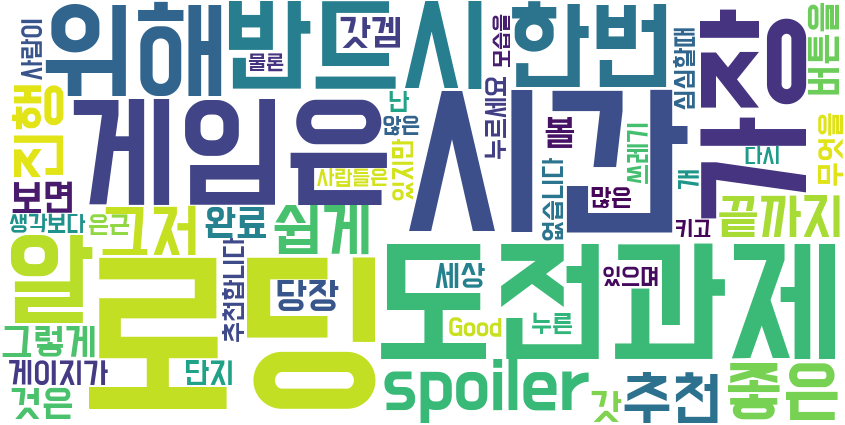 위해
반드시
한번
가장
게임은
시간
갓겜
물론
사람이
모습을
심심할때
버튼을
진행
난
않은
누르세요
볼
쓰레기
개
다시
무엇을
사람들은
있지만
보면
없습니다
많은
키고
끝까지
생각보다
은근
그저
완료
쉽게
알
로딩
도전과제
추천합니다
당장
세상
있으며
그렇게
Good
누른
게이지가
단지
spoiler
추천
좋은
것은
갓